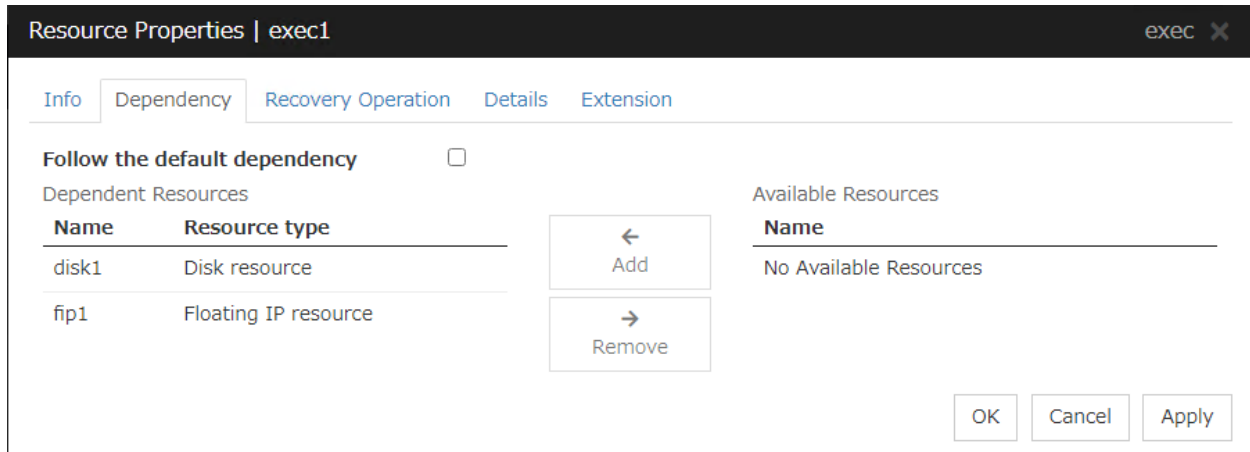 Resource Properties | exec1 exec ✖
Info Dependency Recovery Operation Details Extension
Follow the default dependency
Dependent Resources Available Resources
Name Resource type Name
disk1 Disk resource No Available Resources
fip1 Floating IP resource
← Add
→ Remove
OK Cancel Apply